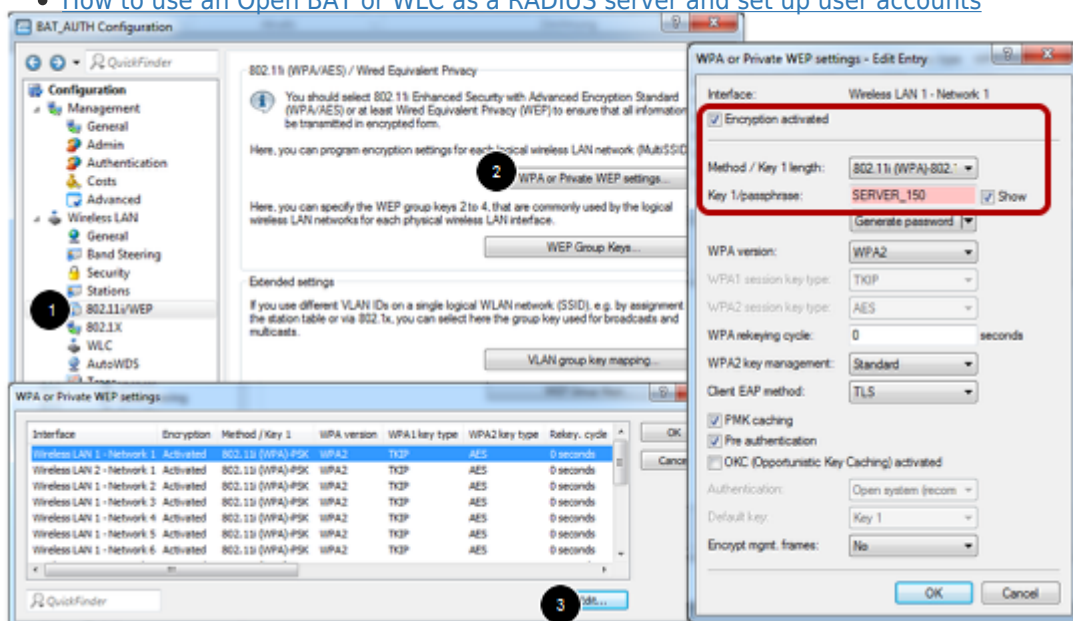 How to use an Open BAT or WLC as a RADIUS server and set up user accounts
BAT_AUTH Configuration
QuickFinder
Configuration
Management
General
Admin
Authentication
Costs
Advanced
Wireless LAN
General
Band Steering
Security
Stations
1
802.11i/WEP
802.1X
WLC
AutoWDS
802.11i (WPA/AES) / Wired Equivalent Privacy
You should select 802.11i Enhanced Security with Advanced Encryption Standard
(WPA/AES) or at least Wired Equivalent Privacy (WEP) to ensure that all information
be transmitted in encrypted form.
Here, you can program encryption settings for each logical wireless LAN network (MultiSSID
2
WPA or Private WEP settings...
Here, you can specify the WEP group keys 2 to 4, that are commonly used by the logical
wireless LAN networks for each physical wireless LAN interface.
WEP Group Keys...
Extended settings
If you use different VLAN IDs on a single logical WLAN network (SSID), e.g. by assignment
the station table or via 802.1x, you can select here the group key used for broadcasts and
multicasts.
VLAN group key mapping...
WPA or Private WEP settings
Interface Encryption Method / Key 1 WPA version WPA1 key type WPA2 key type Rekey. cycle
Wireless LAN 1 - Network 1 Activated 802.11i (WPA)-PSK WPA2 TKIP AES 0 seconds
Wireless LAN 2 - Network 1 Activated 802.11i (WPA)-PSK WPA2 TKIP AES 0 seconds
Wireless LAN 1 - Network 2 Activated 802.11i (WPA)-PSK WPA2 TKIP AES 0 seconds
Wireless LAN 1 - Network 3 Activated 802.11i (WPA)-PSK WPA2 TKIP AES 0 seconds
Wireless LAN 1 - Network 4 Activated 802.11i (WPA)-PSK WPA2 TKIP AES 0 seconds
Wireless LAN 1 - Network 5 Activated 802.11i (WPA)-PSK WPA2 TKIP AES 0 seconds
Wireless LAN 1 - Network 6 Activated 802.11i (WPA)-PSK WPA2 TKIP AES 0 seconds
OK
Cancel
QuickFinder
3
WPA or Private WEP settings - Edit Entry
Interface: Wireless LAN 1 - Network 1
Encryption activated
Method / Key 1 length: 802.11i (WPA)-802.
Key 1/passphrase: SERVER_150 Show
Generate password
WPA version: WPA2
WPA1 session key type: TKIP
WPA2 session key type: AES
WPA rekeying cycle: 0 seconds
WPA2 key management: Standard
Client EAP method: TLS
PMK caching
Pre authentication
OKC (Opportunistic Key Caching) activated
Authentication: Open system (recom
Default key: Key 1
Encrypt mgmt. frames: No
OK Cancel